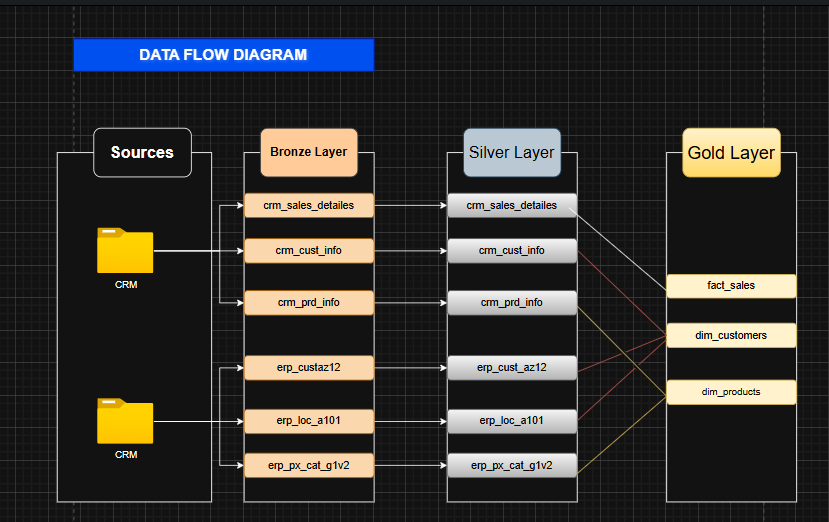 DATA FLOW DIAGRAM
Sources
Bronze Layer
Silver Layer
Gold Layer
crm_sales_detailes
crm_sales_detailes
CRM
crm_cust_info
crm_cust_info
fact_sales
crm_prd_info
crm_prd_info
dim_customers
erp_custaz12
erp_cust_az12
dim_products
CRM
erp_loc_a101
erp_loc_a101
erp_px_cat_g1v2
erp_px_cat_g1v2